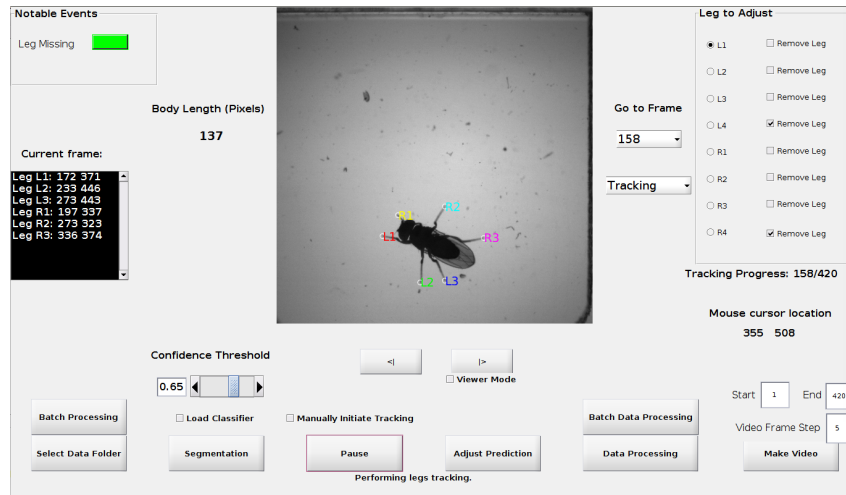 Notable Events
Leg Missing
Body Length (Pixels)
137
Current frame:
Leg L1: 172 371
Leg L2: 233 446
Leg L3: 273 443
Leg R1: 197 337
Leg R2: 273 323
Leg R3: 336 374
R1
R2
L1
R3
L2
L3
Go to Frame
158
Tracking
Leg to Adjust
L1 Remove Leg
L2 Remove Leg
L3 Remove Leg
L4 Remove Leg
R1 Remove Leg
R2 Remove Leg
R3 Remove Leg
R4 Remove Leg
Tracking Progress: 158/420
Mouse cursor location
355 508
Confidence Threshold
0.65
<|
|>
Viewer Mode
Start 1 End 420
Batch Processing
Load Classifier
Manually Initiate Tracking
Batch Data Processing
Video Frame Step 5
Select Data Folder
Segmentation
Pause
Adjust Prediction
Data Processing
Make Video
Performing legs tracking.